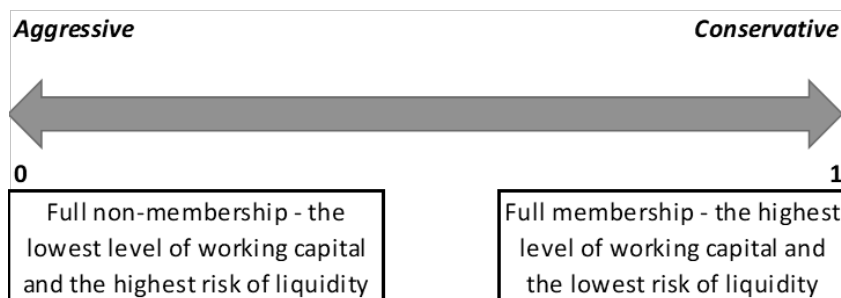 Aggressive Conservative
0 1
Full non-membership - the
lowest level of working capital
and the highest risk of liquidity
Full membership - the highest
level of working capital and
the lowest risk of liquidity